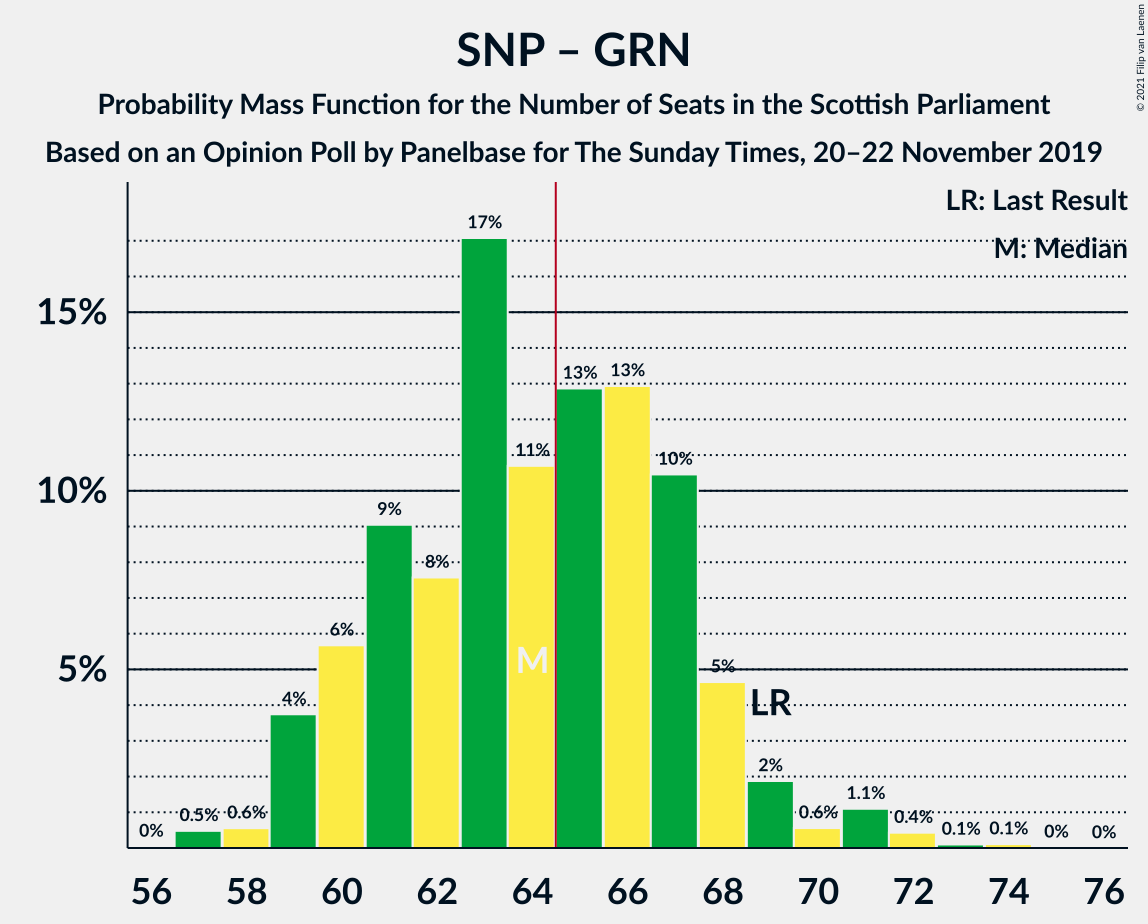 SNP – GRN
Probability Mass Function for the Number of Seats in the Scottish Parliament
Based on an Opinion Poll by Panelbase for The Sunday Times, 20–22 November 2019
© 2021 Filip van Laenen
LR: Last Result
M: Median
15%
10%
5%
0%
0.5%
0.6%
4%
6%
9%
8%
17%
11%
13%
13%
10%
5%
2%
0.6%
1.1%
0.4%
0.1%
0.1%
0%
0%
M
LR
56 58 60 62 64 66 68 70 72 74 76